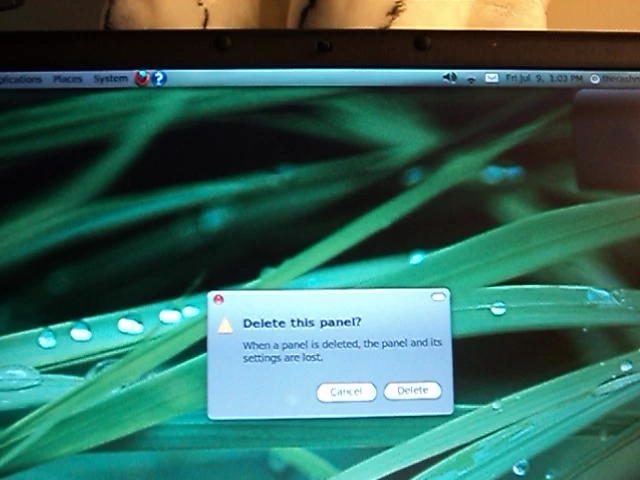 plications Places System Fri Jul 9, 1:03 PM
Delete this panel?
When a panel is deleted, the panel and its
settings are lost.
Cancel Delete